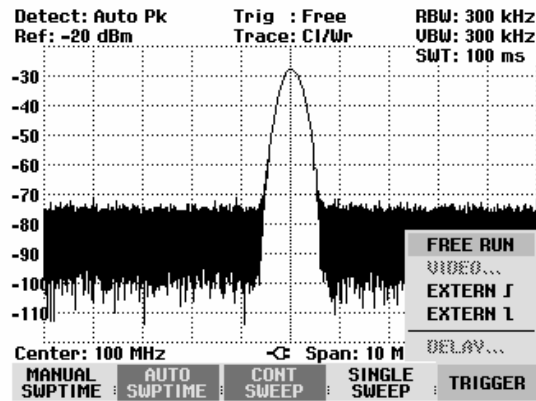 Detect: Auto Pk Trig : Free RBW: 300 kHz
Ref: -20 dBm Trace: Cl/Wr VBW: 300 kHz
SWT: 100 ms
-30
-40
-50
-60
-70
-80
-90
-100
-110
FREE RUN
VIDEO...
EXTERN
EXTERN
DELAY...
Center: 100 MHz Span: 10 M
MANUAL SWPTIME
AUTO SWPTIME
CONT SWEEP
SINGLE SWEEP
TRIGGER